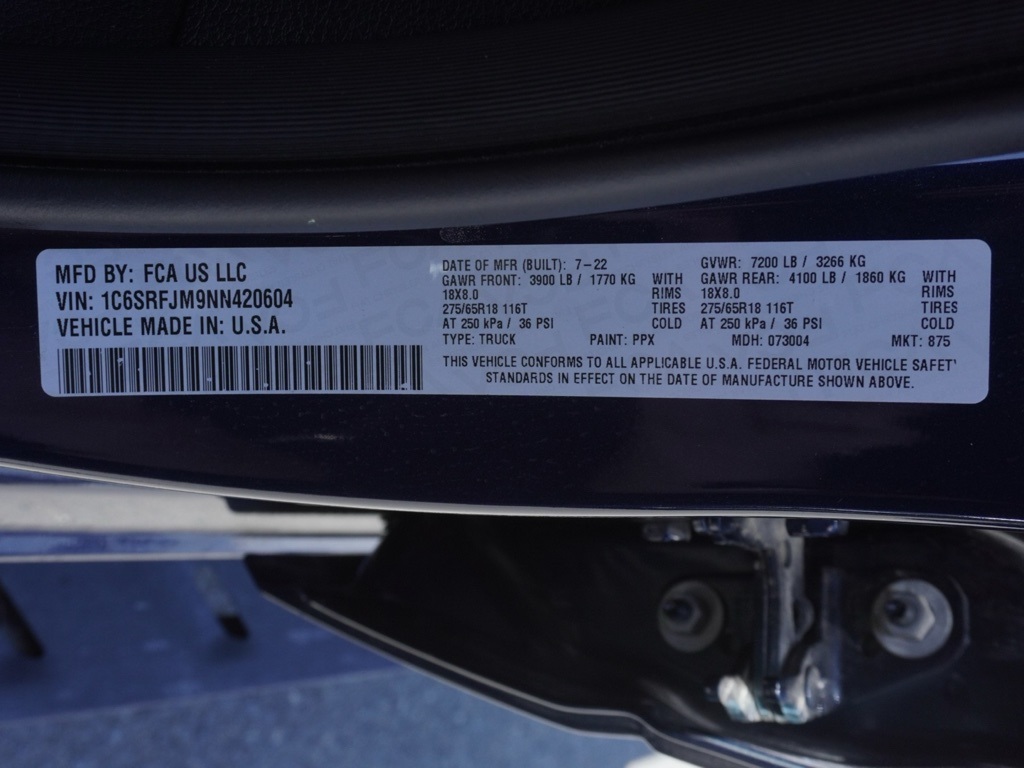 MFD BY: FCA US LLC
VIN: 1C6SRFJM9NN420604
VEHICLE MADE IN: U.S.A.
DATE OF MFR (BUILT): 7-22 GVWR: 7200 LB / 3266 KG
GAWR FRONT: 3900 LB / 1770 KG WITH GAWR REAR: 4100 LB / 1860 KG WITH
18X8.0 RIMS 18X8.0 RIMS
275/65R18 116T TIRES 275/65R18 116T TIRES
AT 250 kPa / 36 PSI COLD AT 250 kPa / 36 PSI COLD
TYPE: TRUCK PAINT: PPX MDH: 073004 MKT: 875
THIS VEHICLE CONFORMS TO ALL APPLICABLE U.S.A. FEDERAL MOTOR VEHICLE SAFET
STANDARDS IN EFFECT ON THE DATE OF MANUFACTURE SHOWN ABOVE.